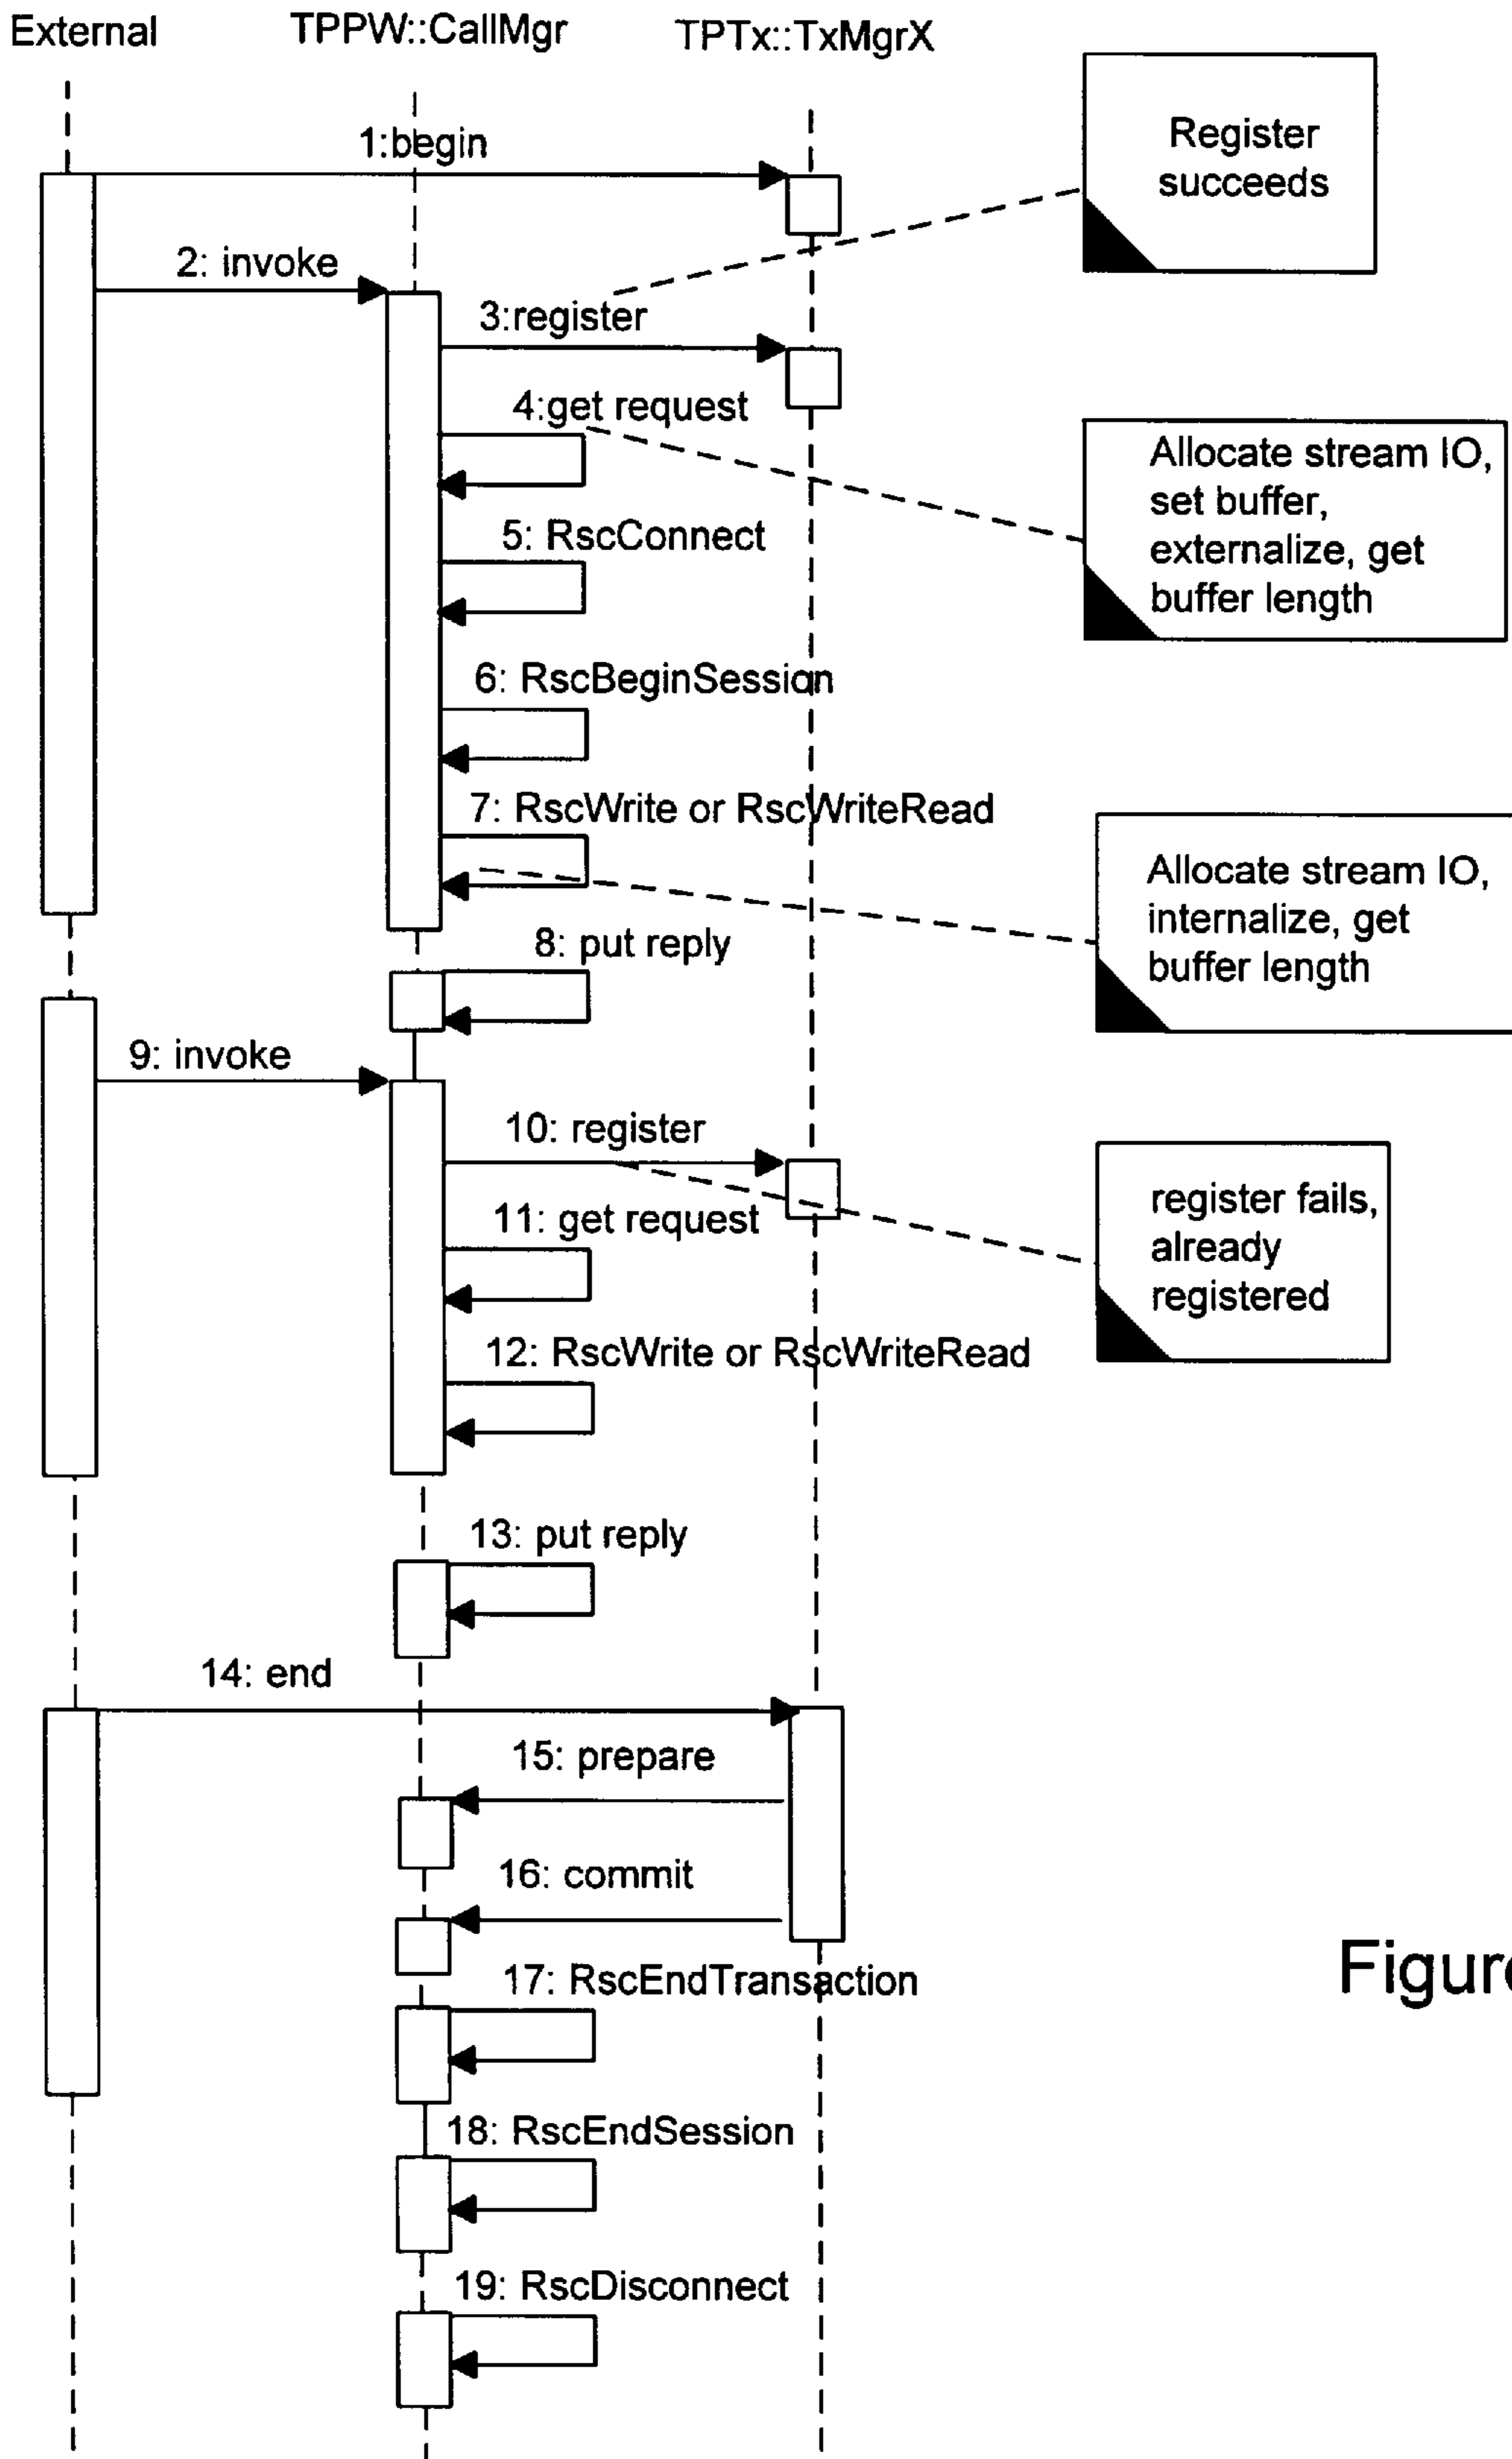 External
TPPW::CallMgr
TPTx::TxMgrX
1:begin
Register
succeeds
2: invoke
3:register
4:get request
Allocate stream IO,
set buffer,
externalize, get
buffer length
5: RscConnect
6: RscBeginSession
7: RscWrite or RscWriteRead
Allocate stream IO,
internalize, get
buffer length
8: put reply
9: invoke
10: register
register fails,
already
registered
11: get request
12: RscWrite or RscWriteRead
13: put reply
14: end
15: prepare
16: commit
17: RscEndTransaction
Figure
18: RscEndSession
19: RscDisconnect